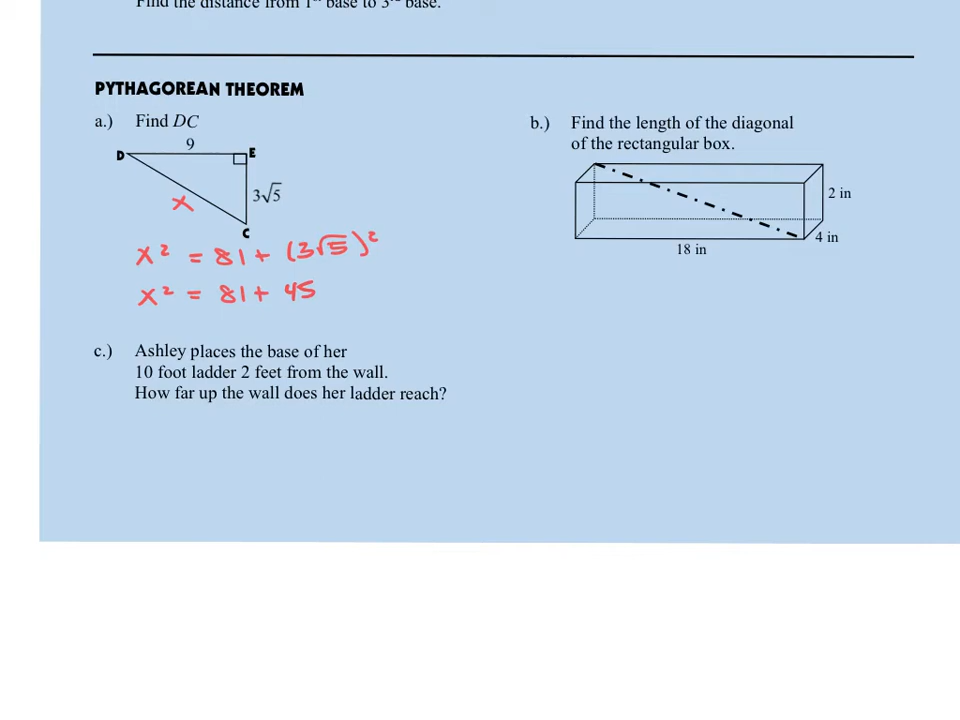 Find the distance from 1st base to 3rd base.
PYTHAGOREAN THEOREM
a.) Find DC
9
D
E
3√5
x
C
x² = 81 + (3√5)²
x² = 81 + 45
b.) Find the length of the diagonal
of the rectangular box.
2 in
4 in
18 in
c.) Ashley places the base of her
10 foot ladder 2 feet from the wall.
How far up the wall does her ladder reach?